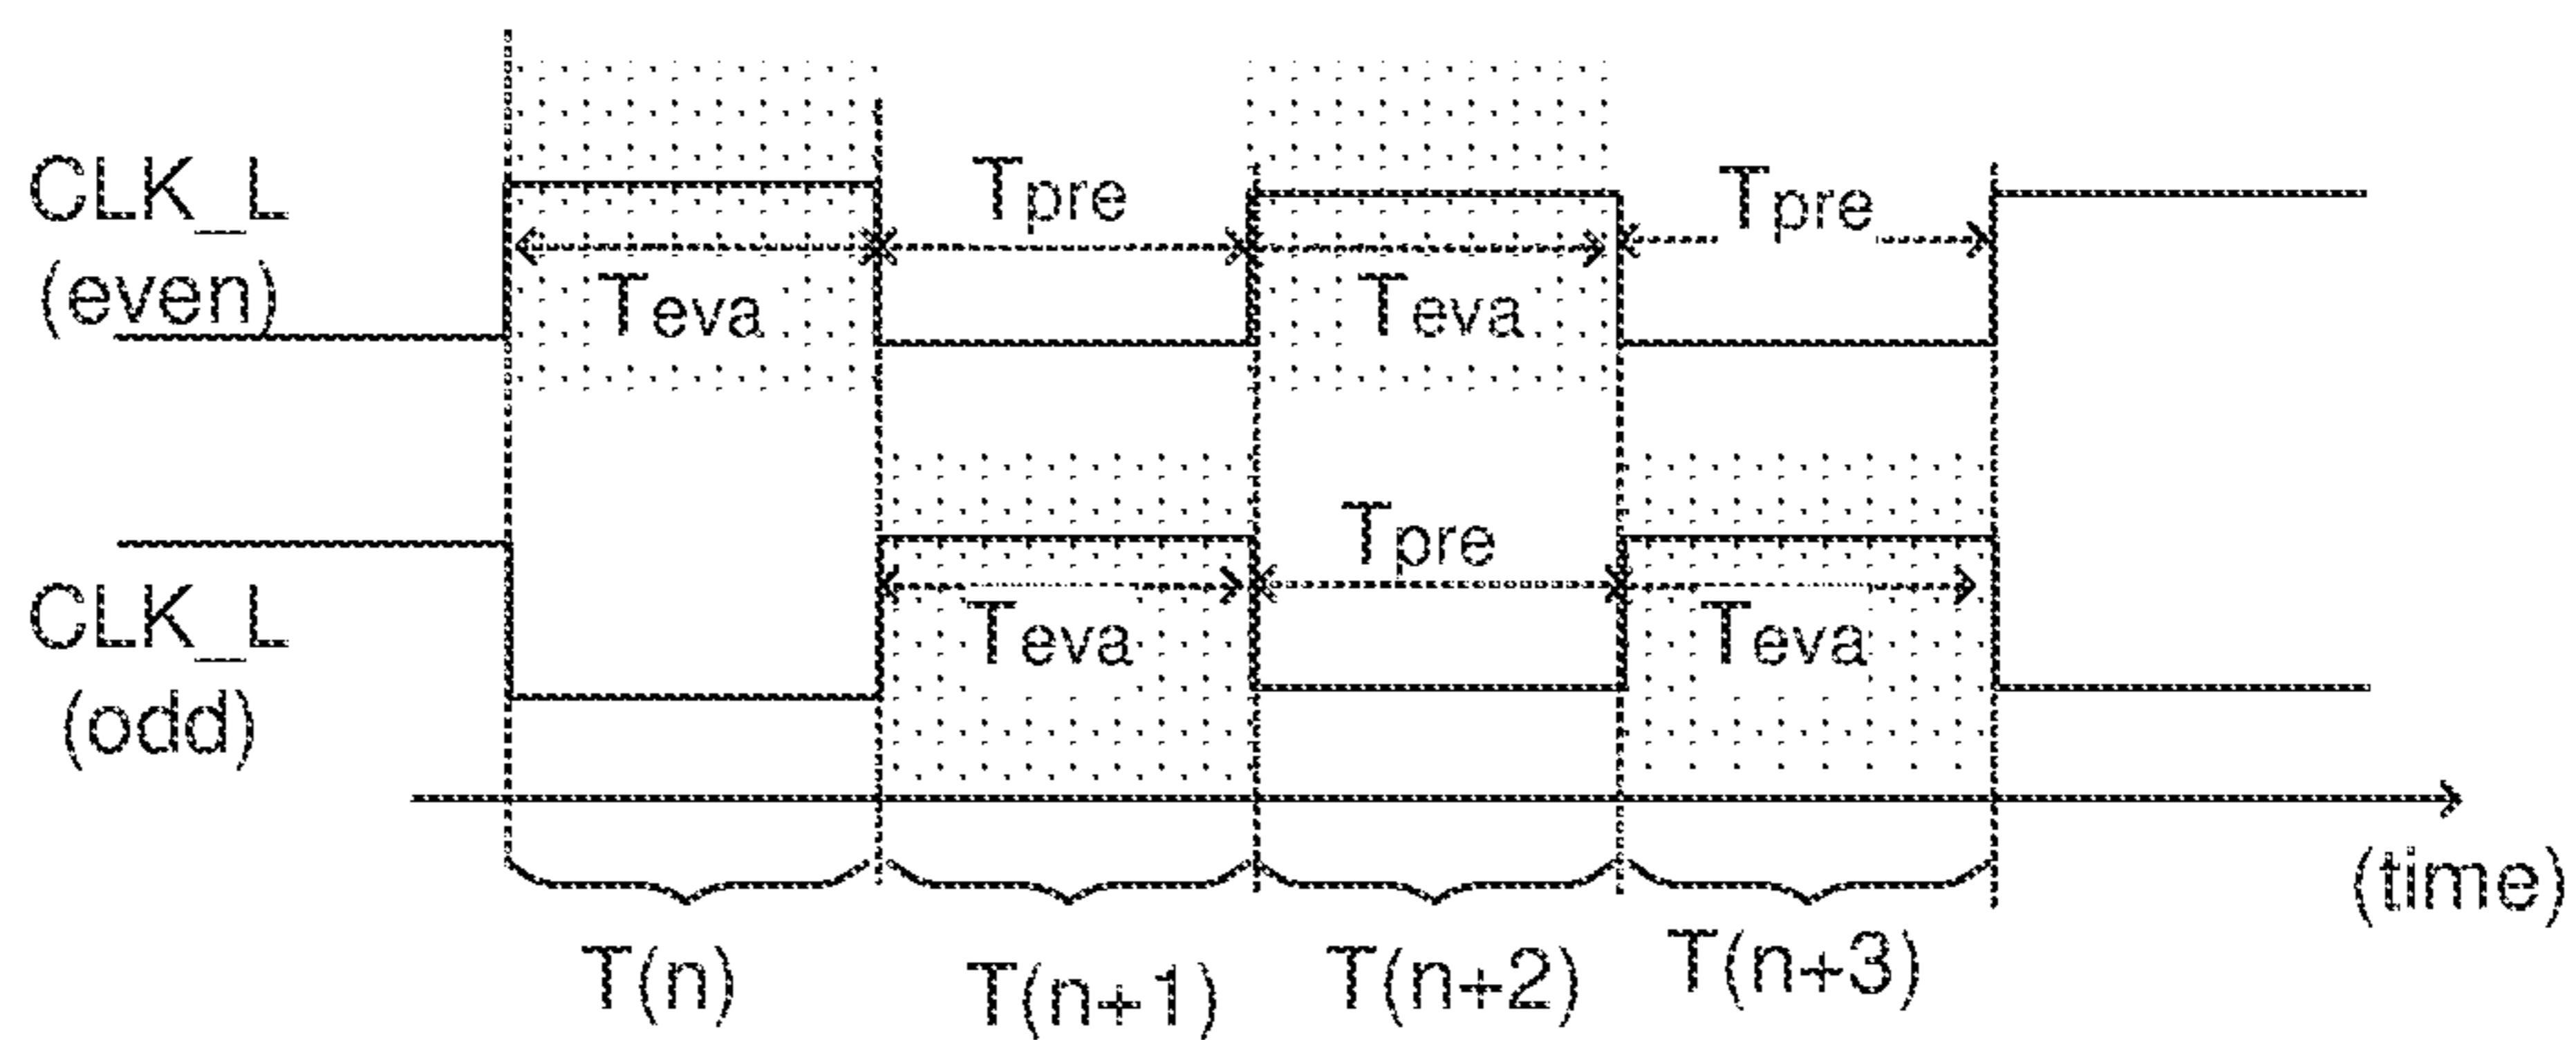 CLK_L
(even)
Tpre
Tpre
Teva
Teva
CLK_L
(odd)
Tpre
Teva
Teva
(time)
T(n)
T(n+1)
T(n+2)
T(n+3)